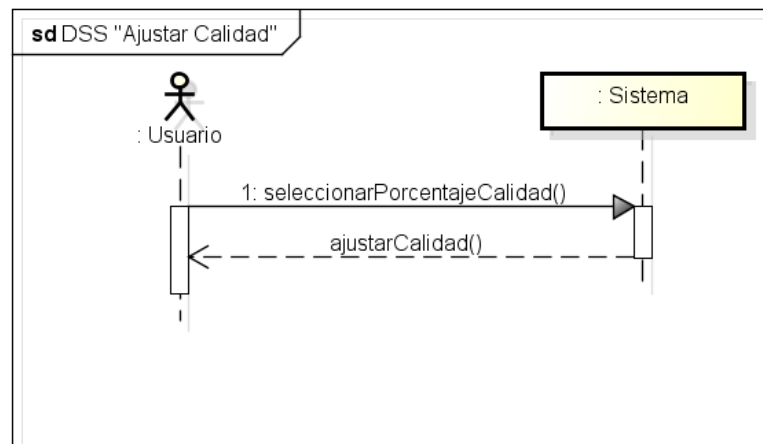 sd DSS "Ajustar Calidad"
: Usuario
: Sistema
1: seleccionarPorcentajeCalidad()
ajustarCalidad()